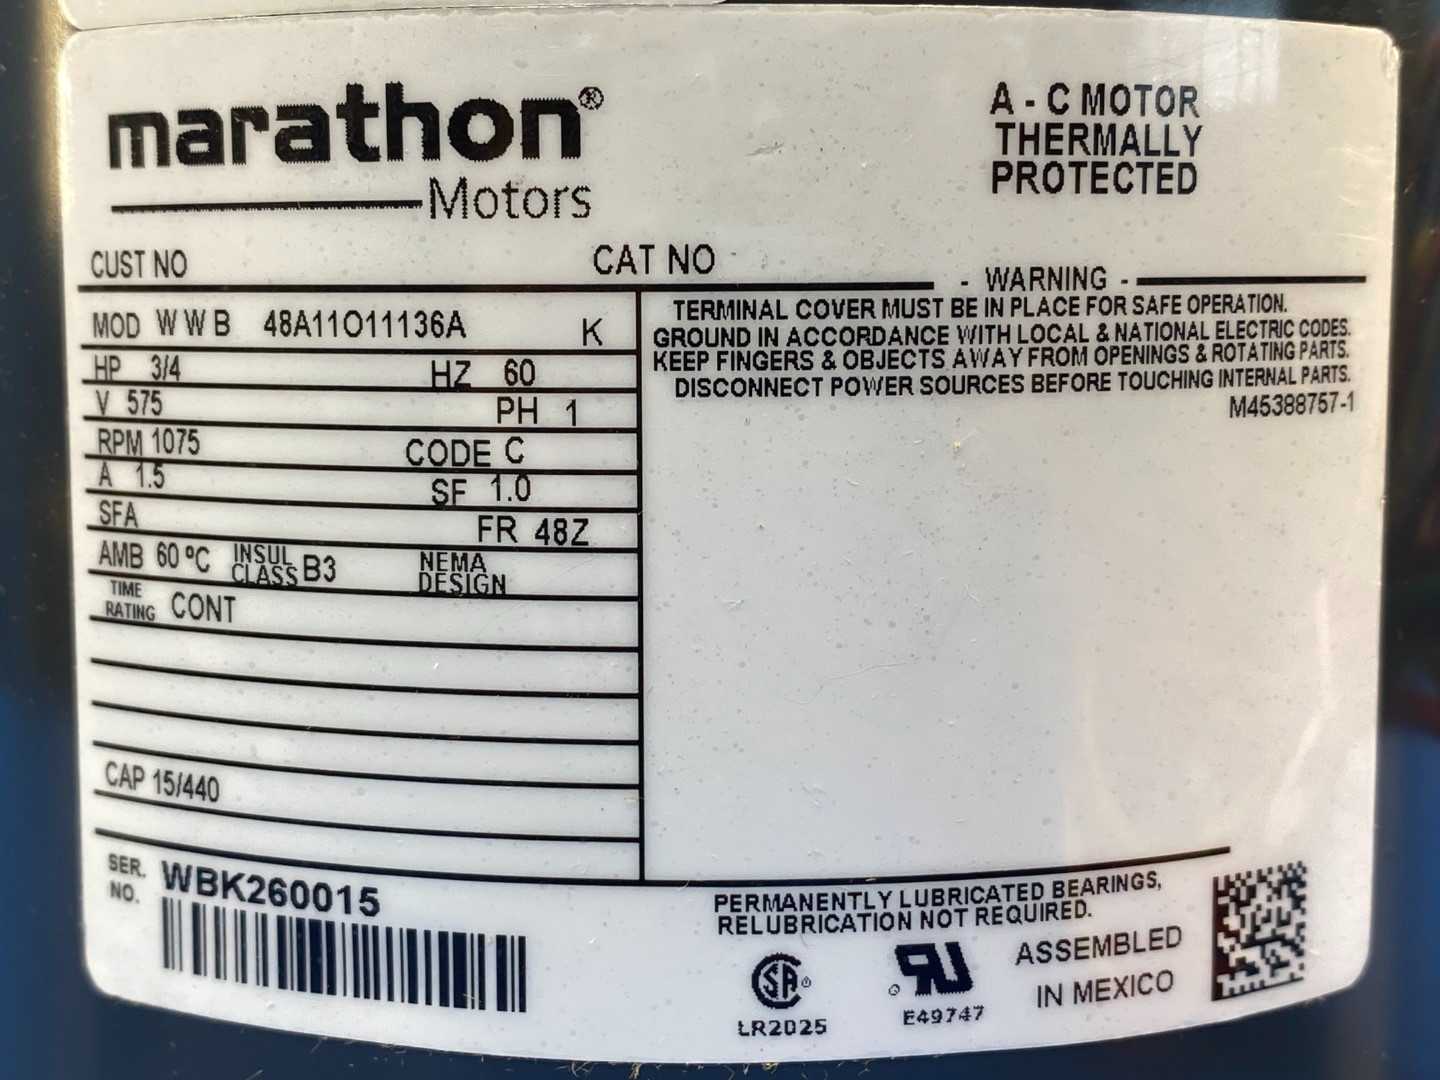 marathon®
Motors
A - C MOTOR
THERMALLY
PROTECTED
CUST NO CAT NO
MOD W W B 48A11O11136A K
HP 3/4 HZ 60
V 575 PH 1
RPM 1075 CODE C
A 1.5 SF 1.0
SFA FR 48Z
AMB 60 °C INSUL CLASS B3 NEMA DESIGN
TIME RATING CONT
CAP 15/440
SER. NO. WBK260015
- WARNING -
TERMINAL COVER MUST BE IN PLACE FOR SAFE OPERATION.
GROUND IN ACCORDANCE WITH LOCAL & NATIONAL ELECTRIC CODES.
KEEP FINGERS & OBJECTS AWAY FROM OPENINGS & ROTATING PARTS.
DISCONNECT POWER SOURCES BEFORE TOUCHING INTERNAL PARTS.
M45388757-1
PERMANENTLY LUBRICATED BEARINGS,
RELUBRICATION NOT REQUIRED.
SA ® RU ® ASSEMBLED
IN MEXICO
LR2025 E49747